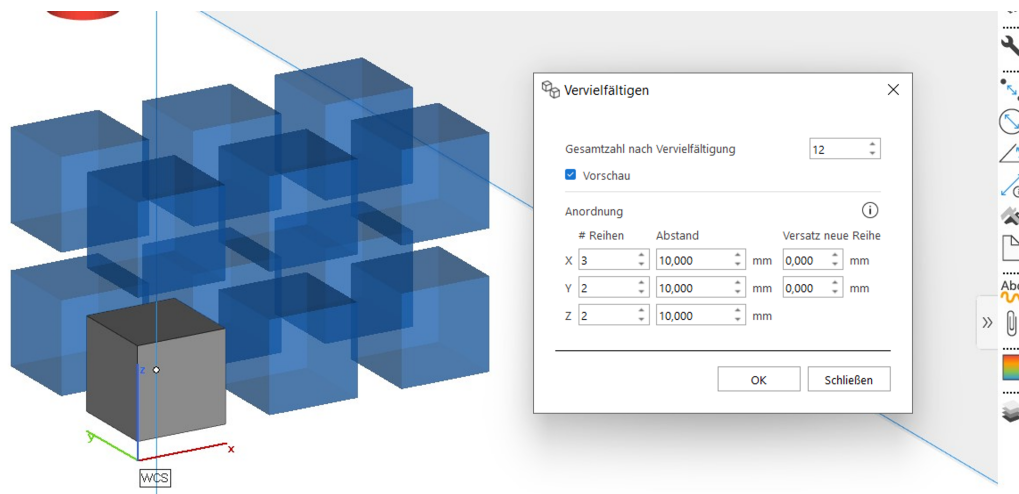 Vervielfältigen
Gesamtzahl nach Vervielfältigung 12
Vorschau
Anordnung
# Reihen Abstand Versatz neue Reihe
X 3 10,000 mm 0,000 mm
Y 2 10,000 mm 0,000 mm
Z 2 10,000 mm
OK Schließen
z
y
x
WCS